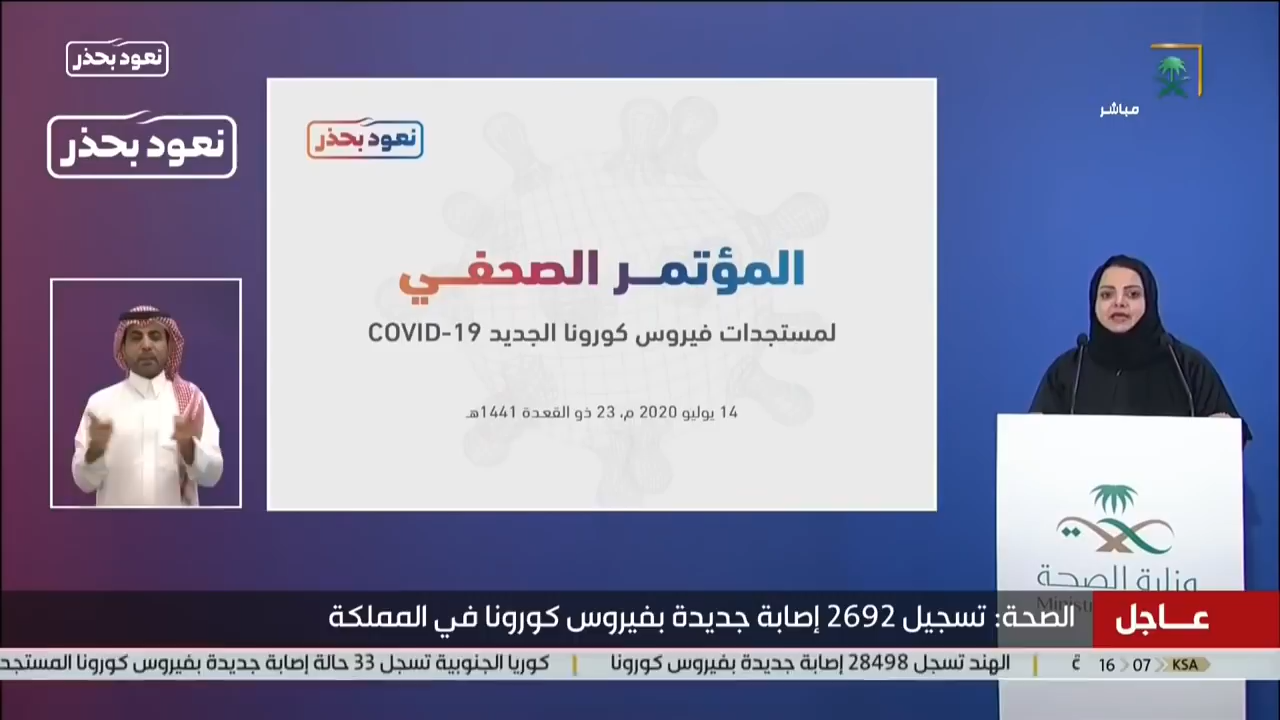 نعود بحذر
مباشر
نعود بحذر
نعود بحذر
المؤتمر الصحفي
لمستجدات فيروس كورونا الجديد COVID-19
14 يوليو 2020 م، 23 ذو القعدة 1441هـ
وزارة الصحة
عاجل
الصحة: تسجيل 2692 إصابة جديدة بفيروس كورونا في المملكة
KSA 07 16
الهند تسجل 28498 إصابة جديدة بفيروس كورونا | كوريا الجنوبية تسجل 33 حالة إصابة جديدة بفيروس كورونا المستجد